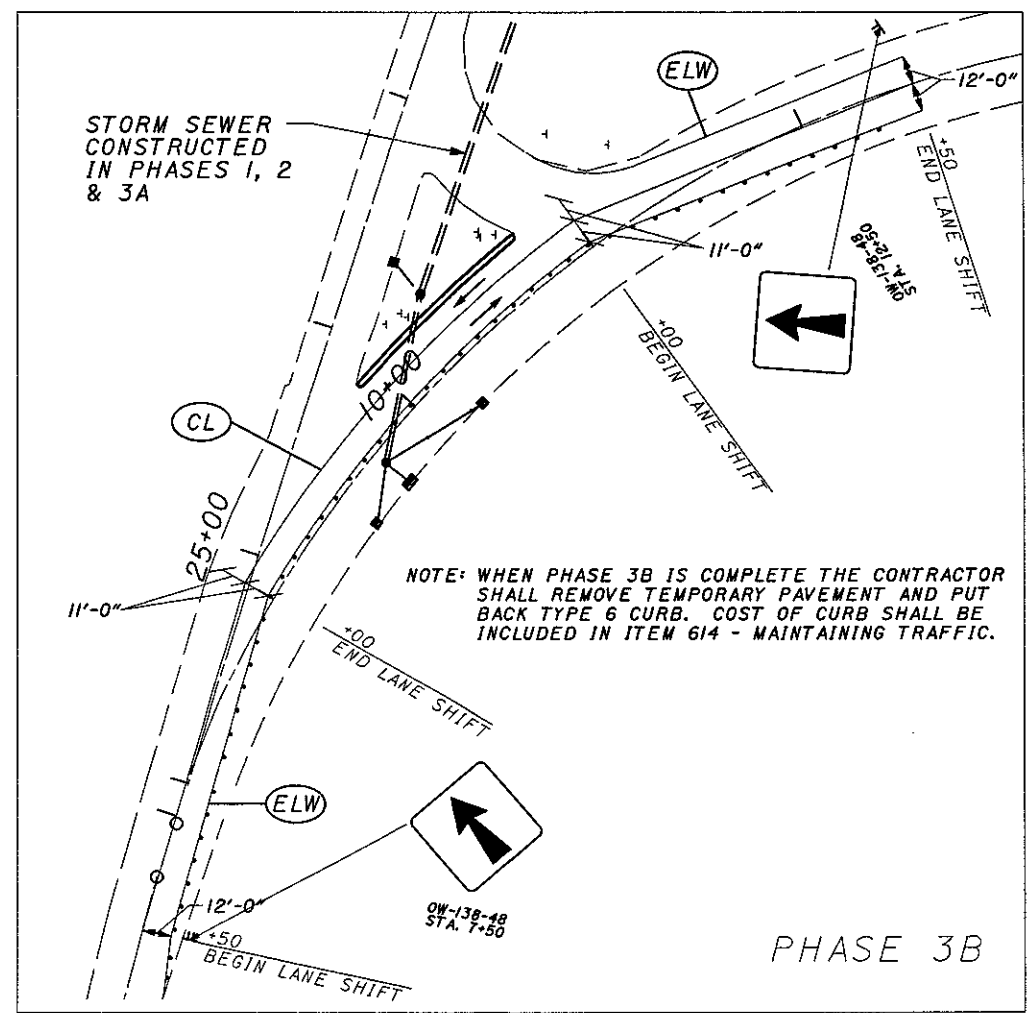 ELW
12'-0"
STORM SEWER
CONSTRUCTED
IN PHASES 1, 2
& 3A
+50
END LANE SHIFT
OW-138-48
STA. 12+50
11'-0"
+00
BEGIN LANE SHIFT
10+00
CL
25+00
11'-0"
NOTE: WHEN PHASE 3B IS COMPLETE THE CONTRACTOR
SHALL REMOVE TEMPORARY PAVEMENT AND PUT
BACK TYPE 6 CURB. COST OF CURB SHALL BE
INCLUDED IN ITEM 614 - MAINTAINING TRAFFIC.
+00
END LANE SHIFT
ELW
12'-0"
OW-138-48
STA. 7+50
+50
BEGIN LANE SHIFT
PHASE 3B